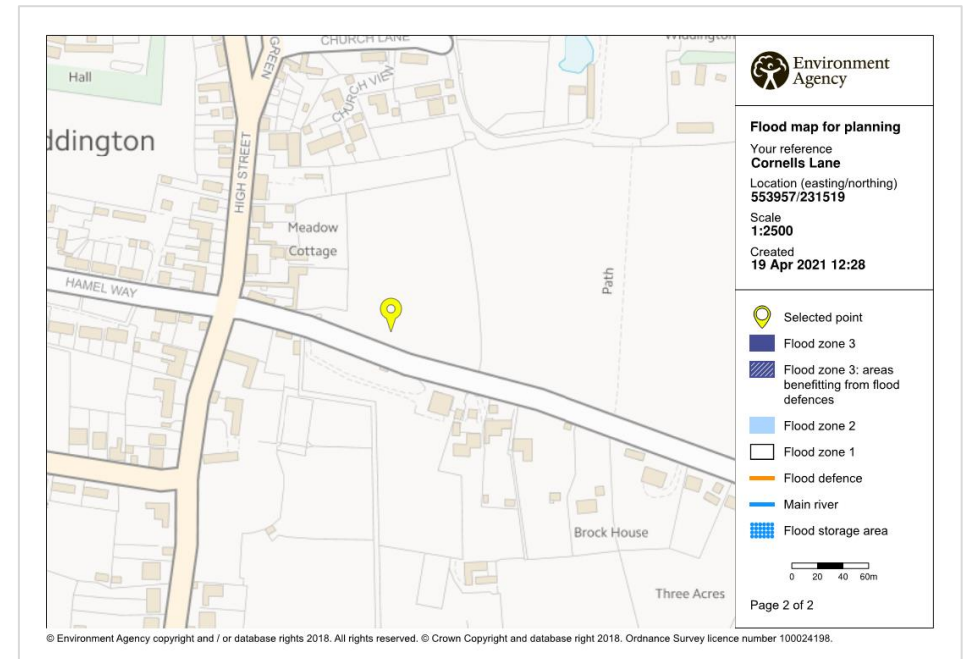 CHURCH LANE
GREEN
Hall
CHURCH VIEW
ddington
HIGH STREET
Meadow
Cottage
HAMEL WAY
Path
Brock House
Three Acres
Environment
Agency
Flood map for planning
Your reference
Cornells Lane
Location (easting/northing)
553957/231519
Scale
1:2500
Created
19 Apr 2021 12:28
Selected point
Flood zone 3
Flood zone 3: areas
benefitting from flood
defences
Flood zone 2
Flood zone 1
Flood defence
Main river
Flood storage area
0 20 40 60m
Page 2 of 2
© Environment Agency copyright and / or database rights 2018. All rights reserved. © Crown Copyright and database right 2018. Ordnance Survey licence number 100024198.